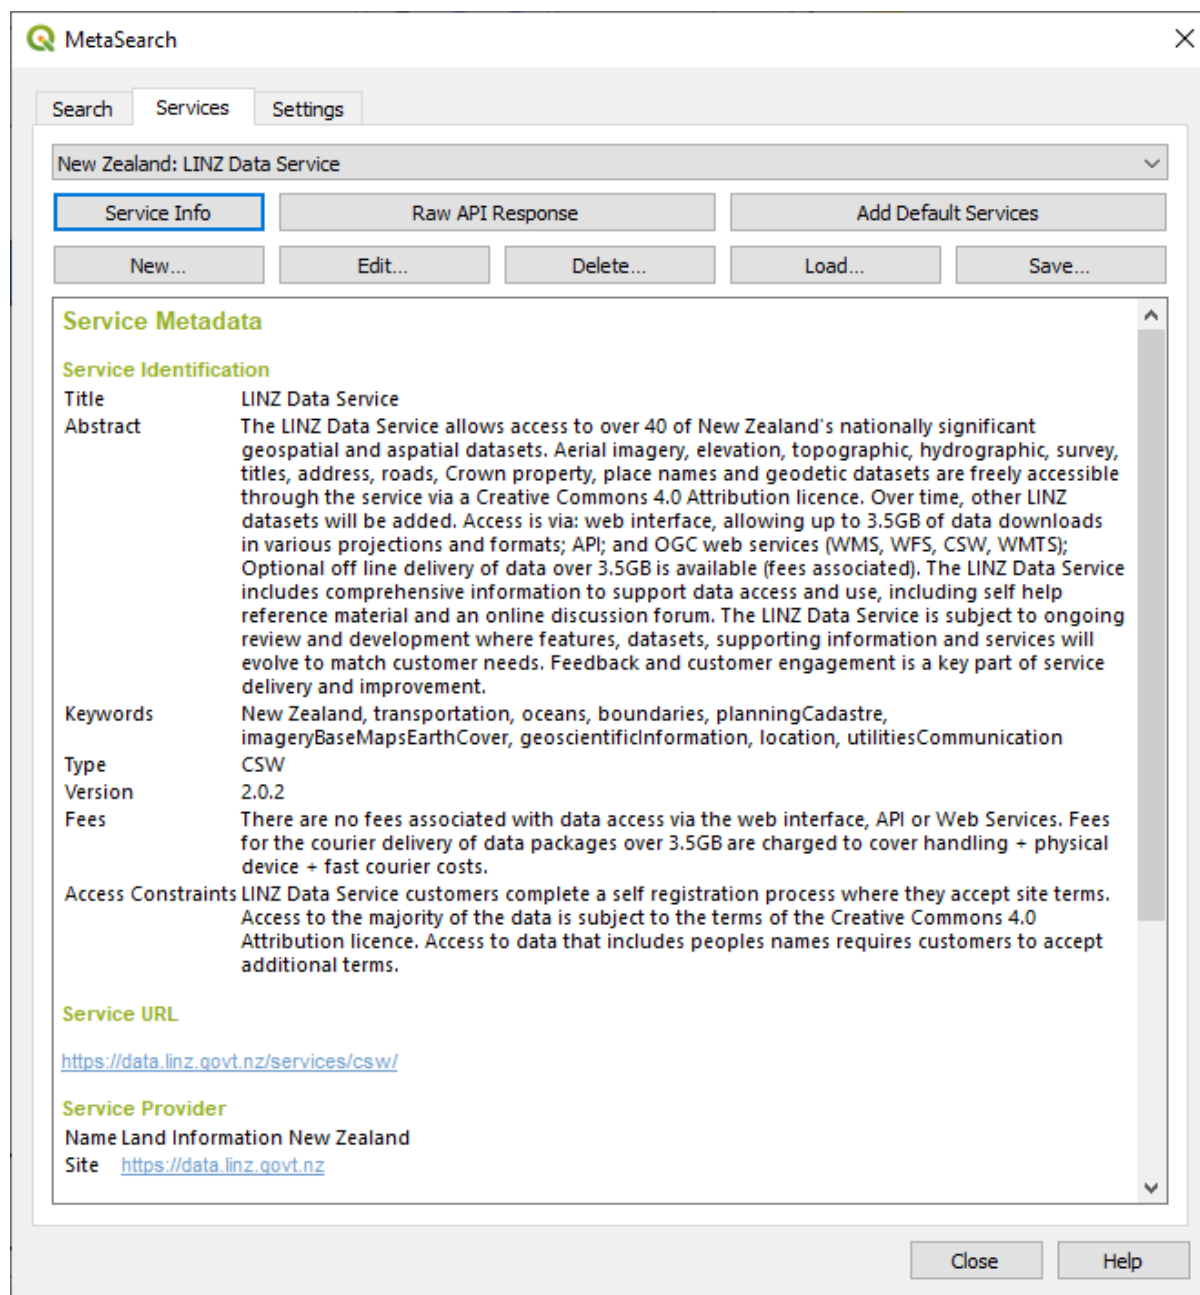 MetaSearch
Search Services Settings
New Zealand: LINZ Data Service
Service Info Raw API Response Add Default Services
New... Edit... Delete... Load... Save...
Service Metadata
Service Identification
Title LINZ Data Service
Abstract The LINZ Data Service allows access to over 40 of New Zealand's nationally significant
geospatial and aspatial datasets. Aerial imagery, elevation, topographic, hydrographic, survey,
titles, address, roads, Crown property, place names and geodetic datasets are freely accessible
through the service via a Creative Commons 4.0 Attribution licence. Over time, other LINZ
datasets will be added. Access is via: web interface, allowing up to 3.5GB of data downloads
in various projections and formats; API; and OGC web services (WMS, WFS, CSW, WMTS);
Optional off line delivery of data over 3.5GB is available (fees associated). The LINZ Data Service
includes comprehensive information to support data access and use, including self help
reference material and an online discussion forum. The LINZ Data Service is subject to ongoing
review and development where features, datasets, supporting information and services will
evolve to match customer needs. Feedback and customer engagement is a key part of service
delivery and improvement.
Keywords New Zealand, transportation, oceans, boundaries, planningCadastre,
imageryBaseMapsEarthCover, geoscientificInformation, location, utilitiesCommunication
Type CSW
Version 2.0.2
Fees There are no fees associated with data access via the web interface, API or Web Services. Fees
for the courier delivery of data packages over 3.5GB are charged to cover handling + physical
device + fast courier costs.
Access Constraints LINZ Data Service customers complete a self registration process where they accept site terms.
Access to the majority of the data is subject to the terms of the Creative Commons 4.0
Attribution licence. Access to data that includes peoples names requires customers to accept
additional terms.
Service URL
https://data.linz.govt.nz/services/csw/
Service Provider
Name Land Information New Zealand
Site https://data.linz.govt.nz
Close Help